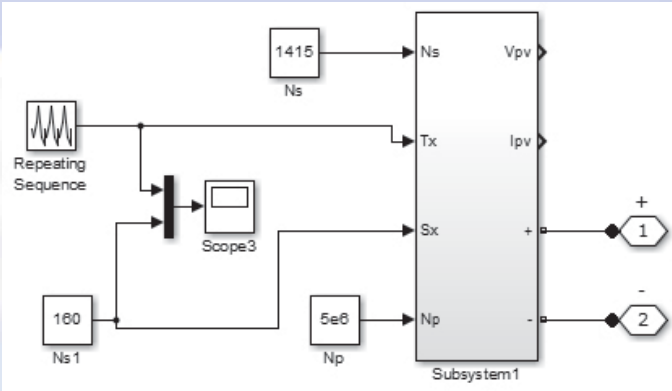 1415
Ns
Repeating
Sequence
Scope3
160
Ns1
5e6
Np
Ns
Tx
Sx
Np
Vpv
Ipv
+
-
Subsystem1
+
1
-
2